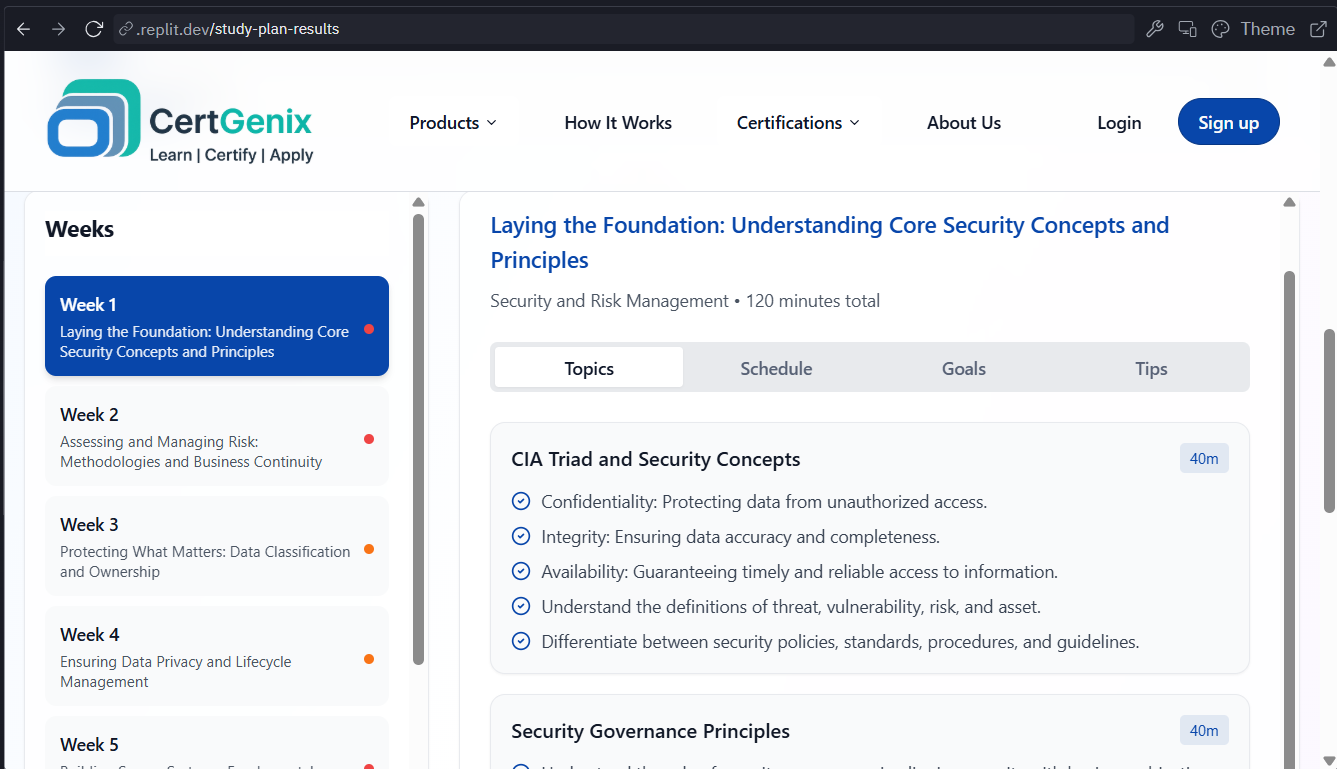 .replit.dev/study-plan-results
Theme
CertGenix
Learn | Certify | Apply
Products
How It Works
Certifications
About Us
Login
Sign up
Weeks
Week 1
Laying the Foundation: Understanding Core
Security Concepts and Principles
Week 2
Assessing and Managing Risk:
Methodologies and Business Continuity
Week 3
Protecting What Matters: Data Classification
and Ownership
Week 4
Ensuring Data Privacy and Lifecycle
Management
Week 5
Laying the Foundation: Understanding Core Security Concepts and
Principles
Security and Risk Management • 120 minutes total
Topics
Schedule
Goals
Tips
CIA Triad and Security Concepts
40m
Confidentiality: Protecting data from unauthorized access.
Integrity: Ensuring data accuracy and completeness.
Availability: Guaranteeing timely and reliable access to information.
Understand the definitions of threat, vulnerability, risk, and asset.
Differentiate between security policies, standards, procedures, and guidelines.
Security Governance Principles
40m